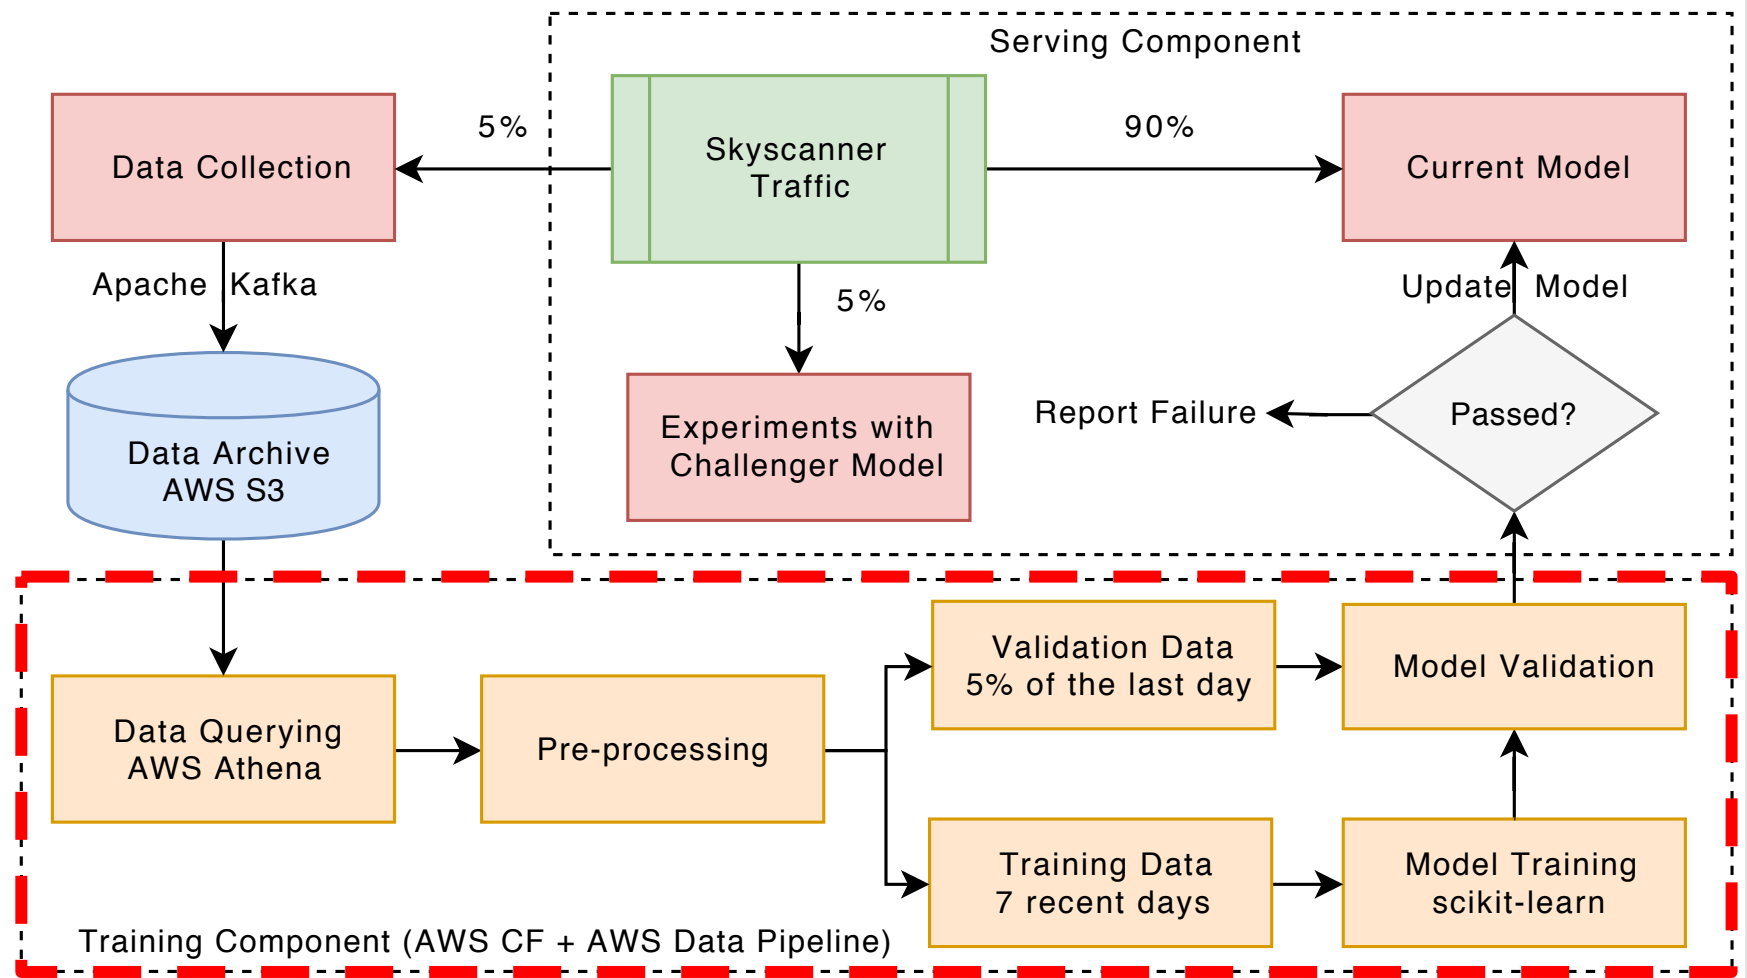 Serving Component
5%
Skyscanner
Traffic
90%
Data Collection
Current Model
Apache Kafka
5%
Update Model
Experiments with
Challenger Model
Report Failure
Passed?
Data Archive
AWS S3
Validation Data
5% of the last day
Model Validation
Data Querying
AWS Athena
Pre-processing
Training Data
7 recent days
Model Training
scikit-learn
Training Component (AWS CF + AWS Data Pipeline)